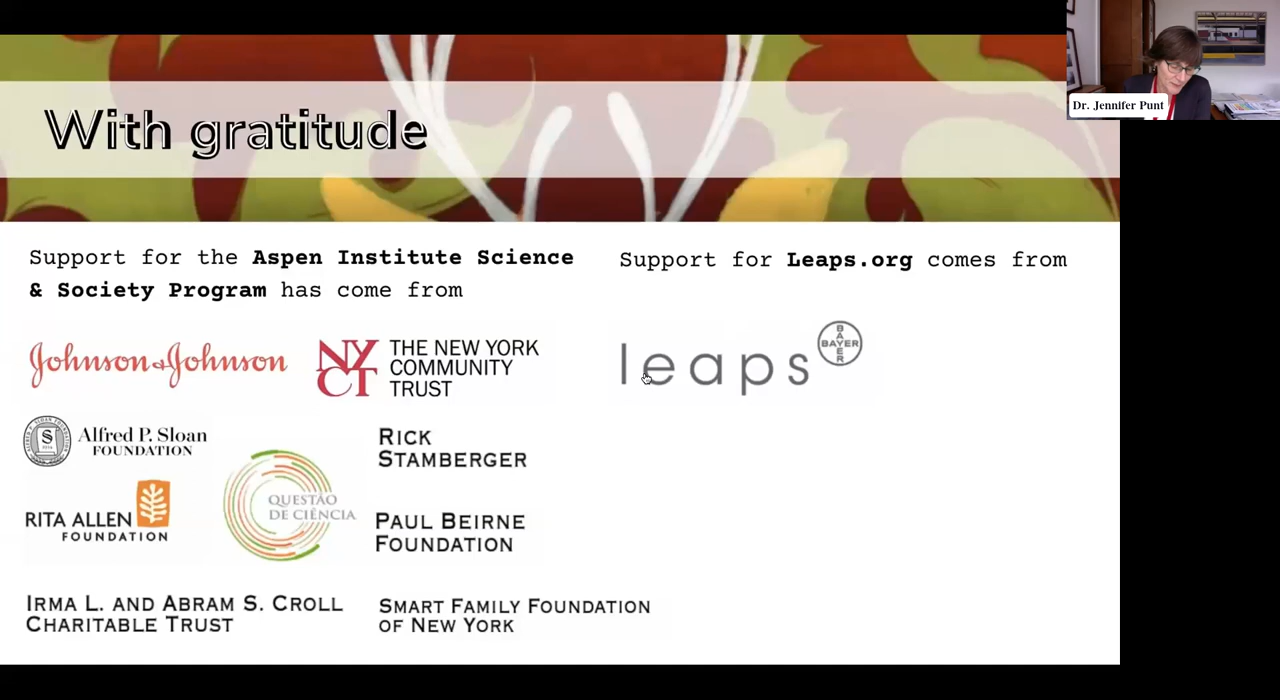 With gratitude
Dr. Jennifer Punt
Support for the Aspen Institute Science
& Society Program has come from
Johnson & Johnson
NYCT
THE NEW YORK
COMMUNITY
TRUST
Alfred P. Sloan
FOUNDATION
RICK
STAMBERGER
RITA ALLEN
FOUNDATION
QUESTÃO
DE CIÊNCIA
PAUL BEIRNE
FOUNDATION
IRMA L. AND ABRAM S. CROLL
CHARITABLE TRUST
SMART FAMILY FOUNDATION
OF NEW YORK
Support for Leaps.org comes from
leaps
BAYER
BAYER